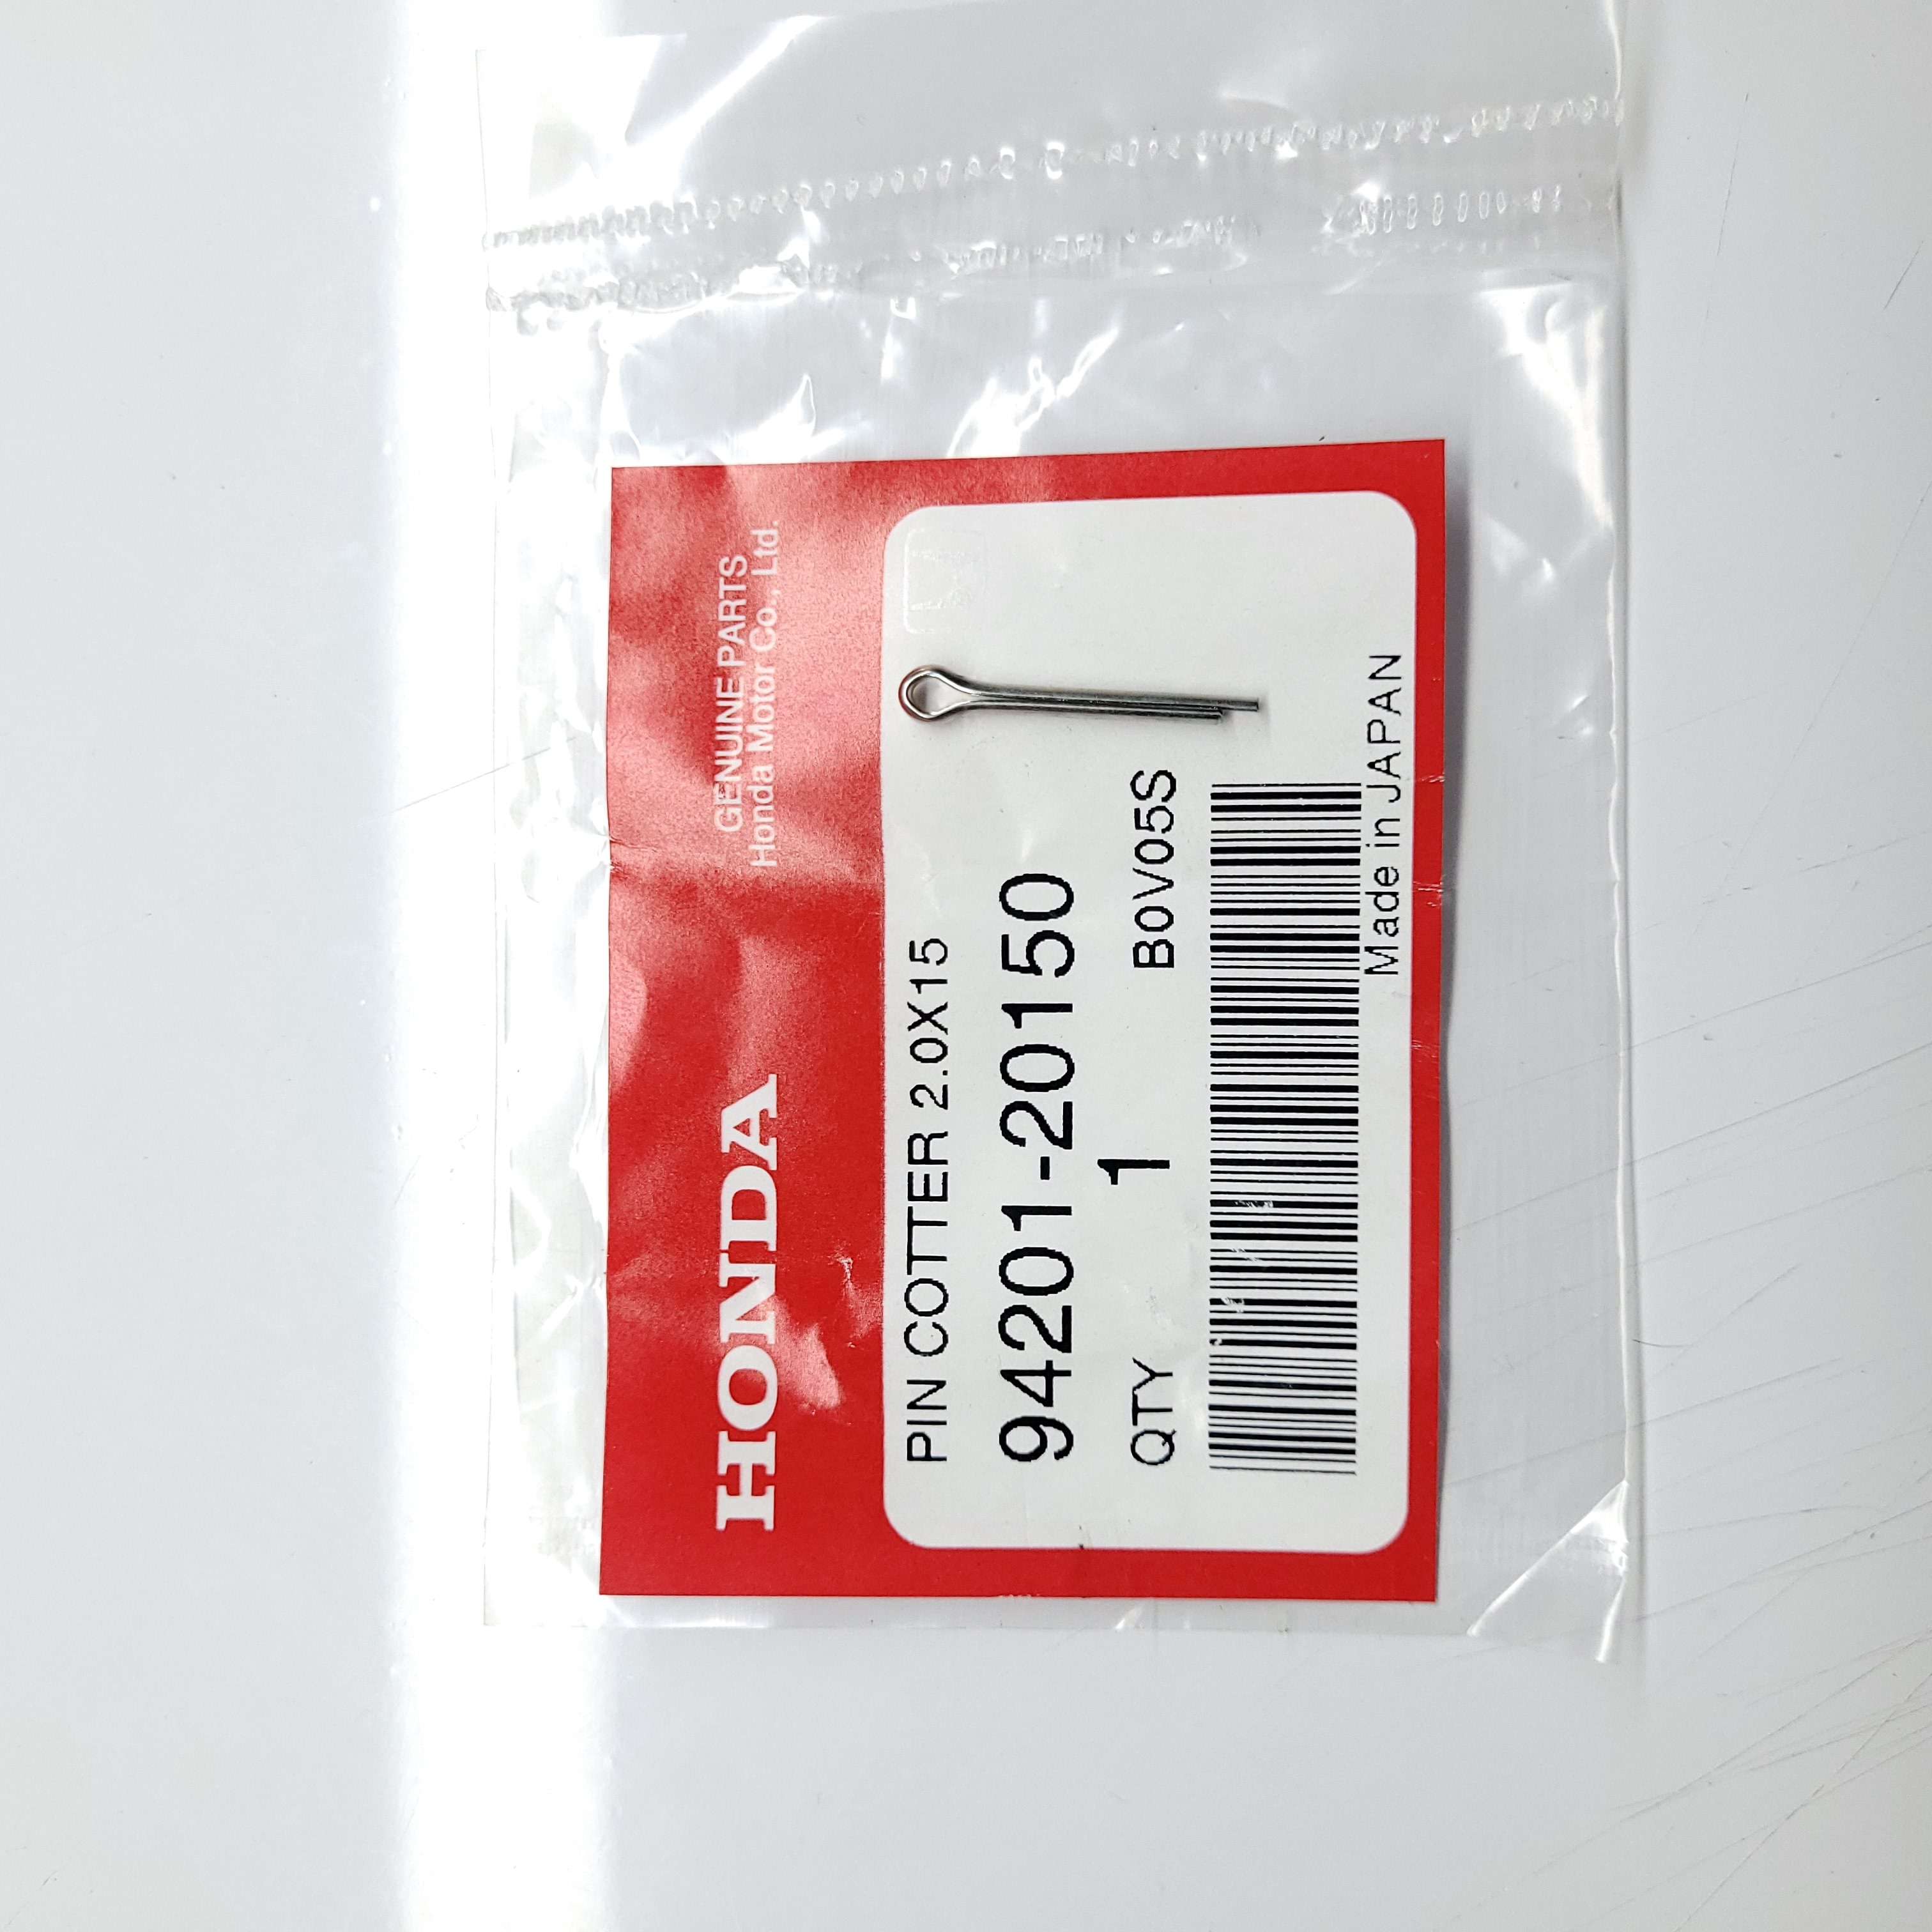 HONDA
GENUINE PARTS
Honda Motor Co., Ltd.
PIN COTTER 2.0X15
94201-20150
QTY 1 B0V05S
Made in JAPAN